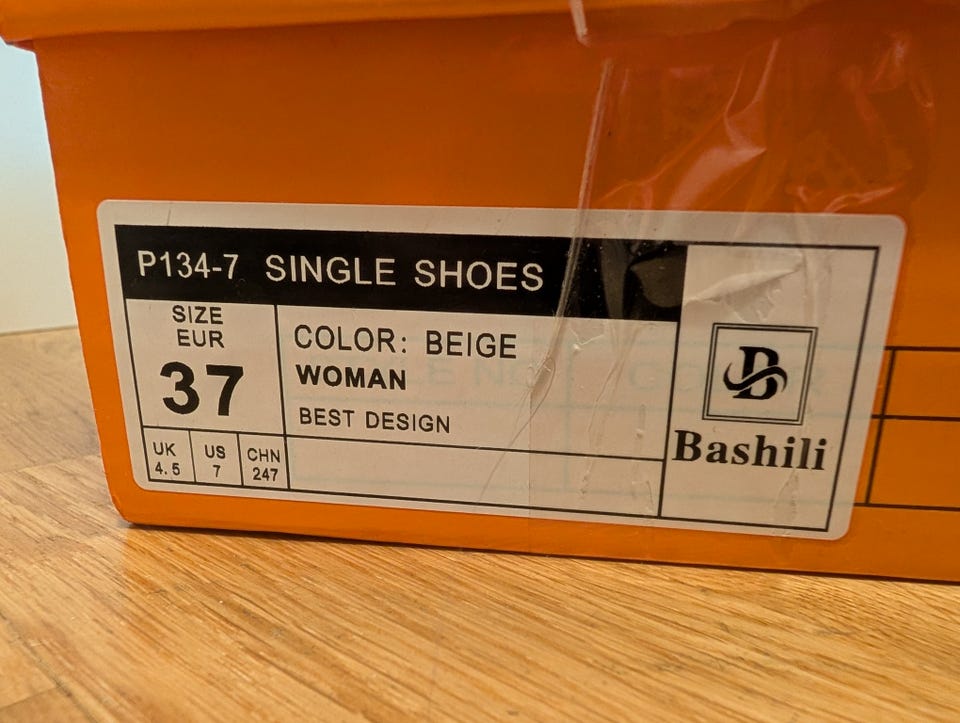 P134-7 SINGLE SHOES
SIZE
EUR
37
UK
4.5
US
7
CHN
247
COLOR: BEIGE
WOMAN
BEST DESIGN
B
Bashili